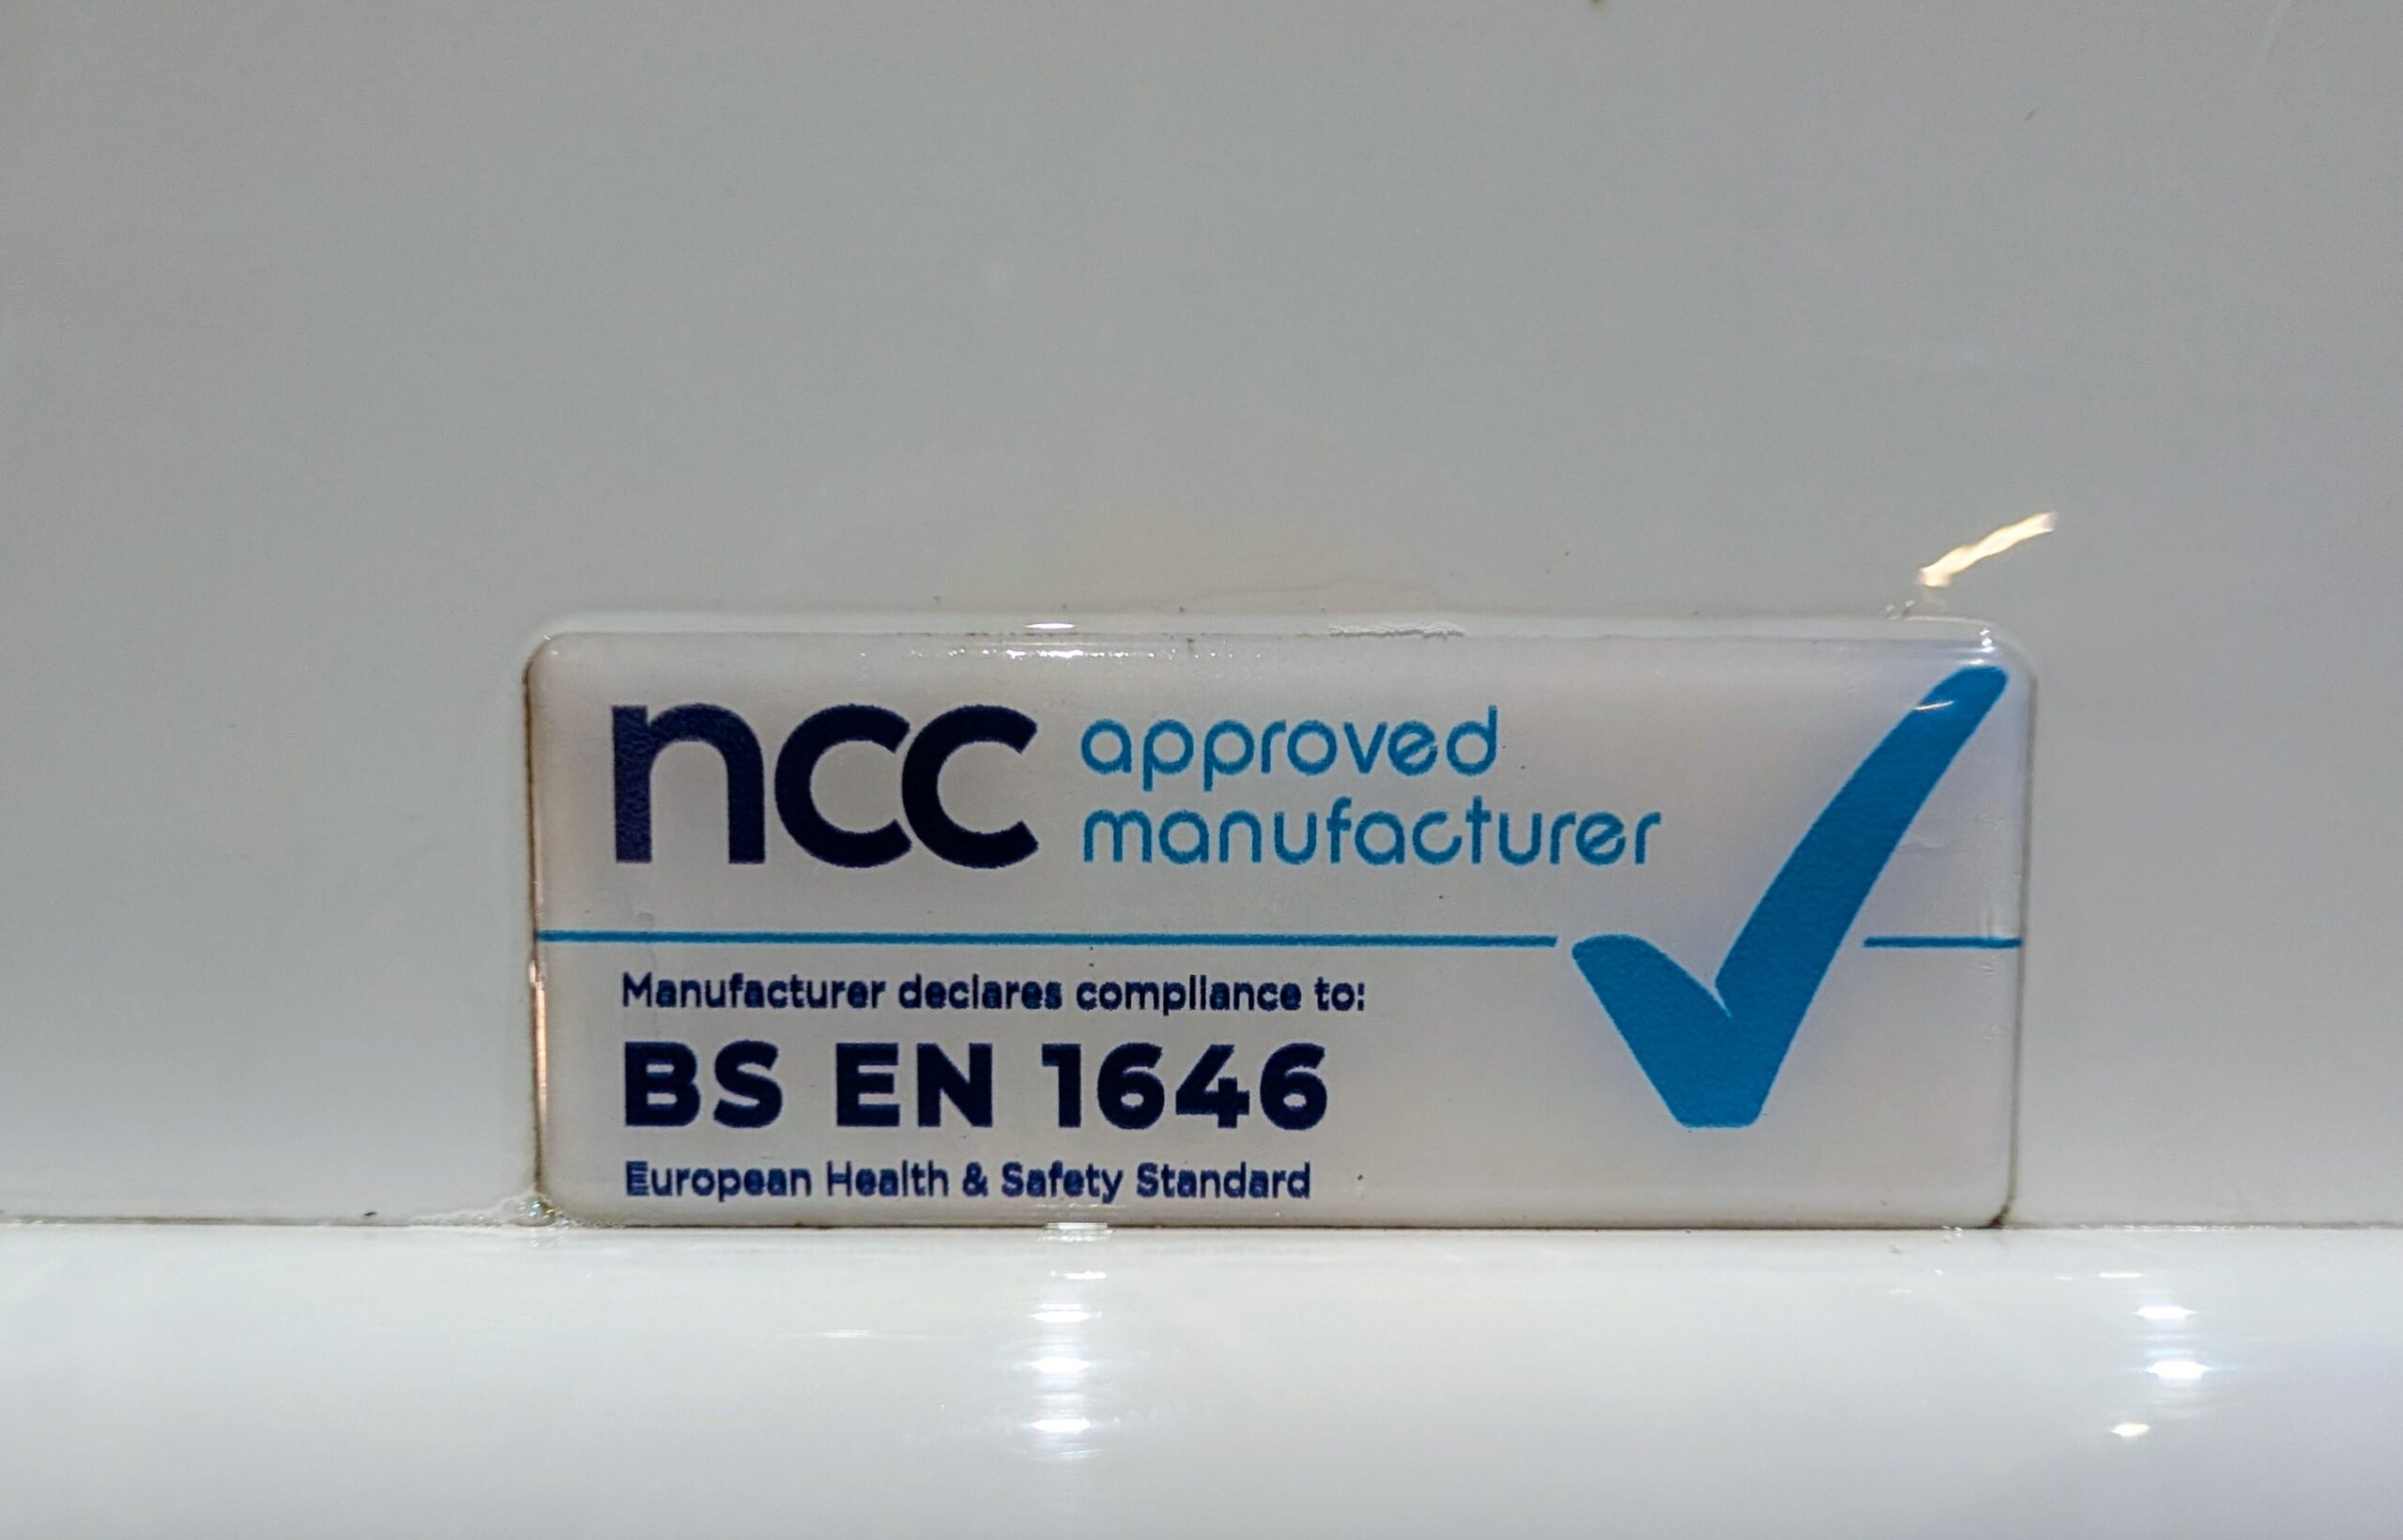 ncc approved
manufacturer
Manufacturer declares compliance to:
BS EN 1646
European Health & Safety Standard